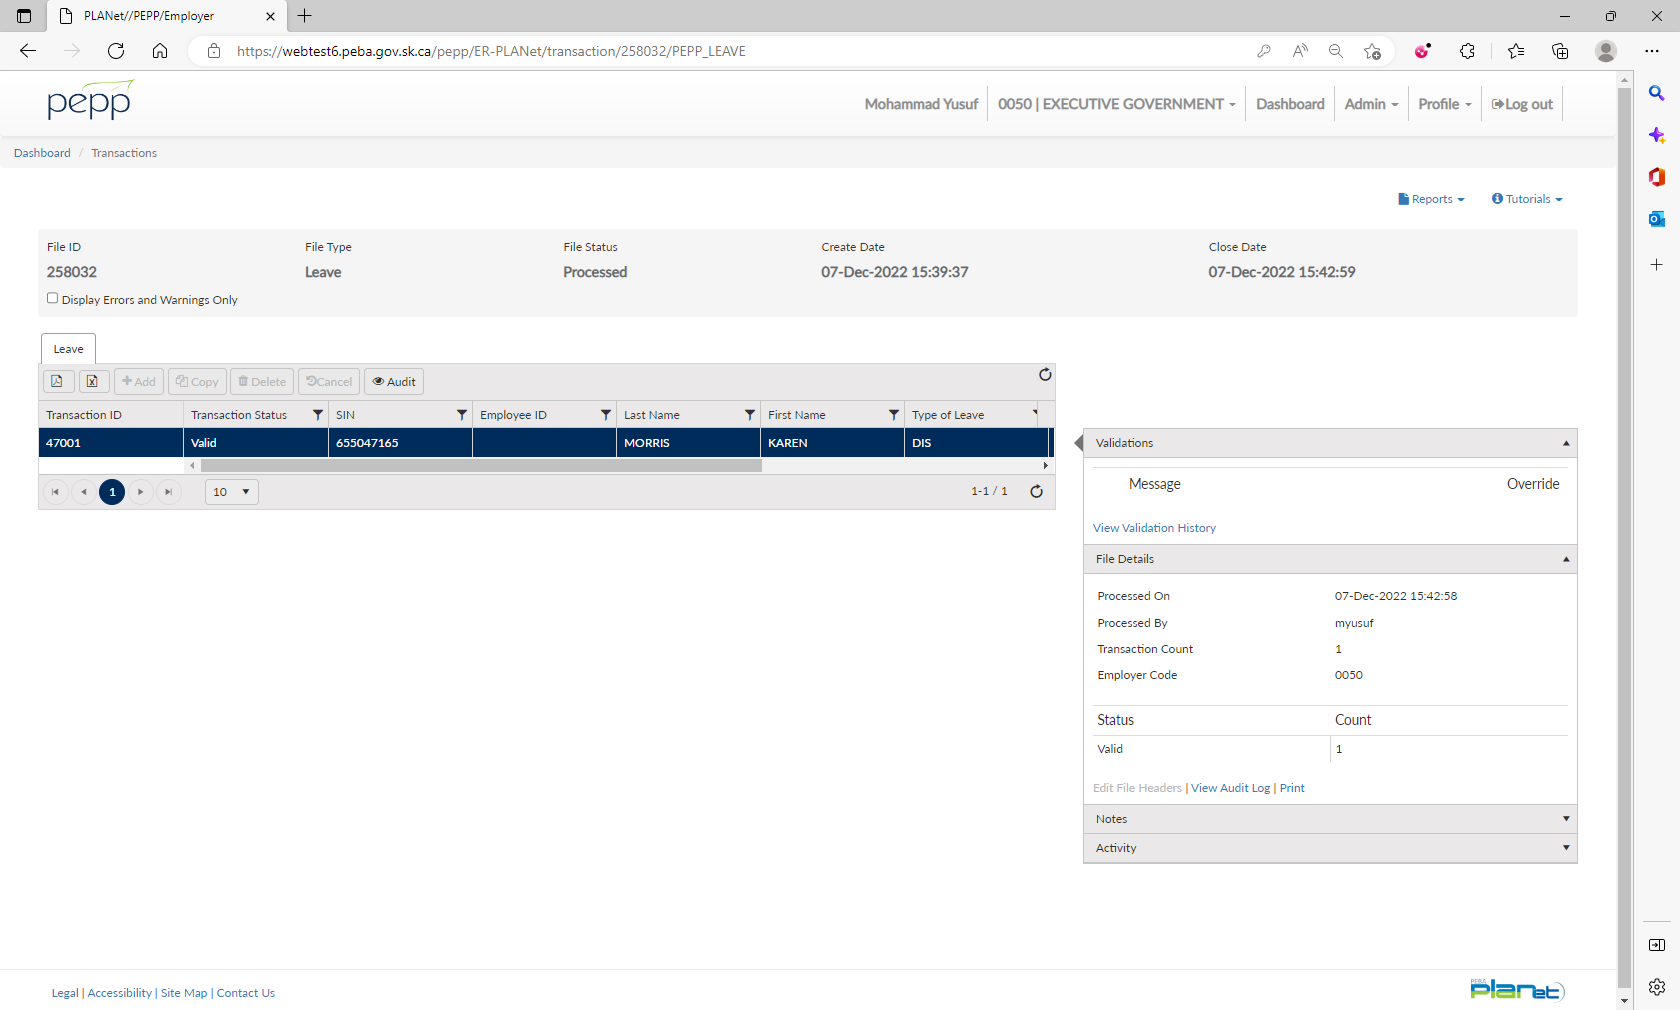 PLANet//PEPP/Employer
https://webtest6.peba.gov.sk.ca/pepp/ER-PLANet/transaction/258032/PEPP_LEAVE
pepp
Mohammad Yusuf
0050 | EXECUTIVE GOVERNMENT
Dashboard
Admin
Profile
Log out
Dashboard / Transactions
Reports
Tutorials
File ID
File Type
File Status
Create Date
Close Date
258032
Leave
Processed
07-Dec-2022 15:39:37
07-Dec-2022 15:42:59
Display Errors and Warnings Only
Leave
Add
Copy
Delete
Cancel
Audit
Transaction ID
Transaction Status
SIN
Employee ID
Last Name
First Name
Type of Leave
47001
Valid
655047165
MORRIS
KAREN
DIS
1
10
1-1 / 1
Validations
Message
Override
View Validation History
File Details
Processed On
07-Dec-2022 15:42:58
Processed By
myusuf
Transaction Count
1
Employer Code
0050
Status
Count
Valid
1
Edit File Headers | View Audit Log | Print
Notes
Activity
Legal | Accessibility | Site Map | Contact Us
PEBA
planet